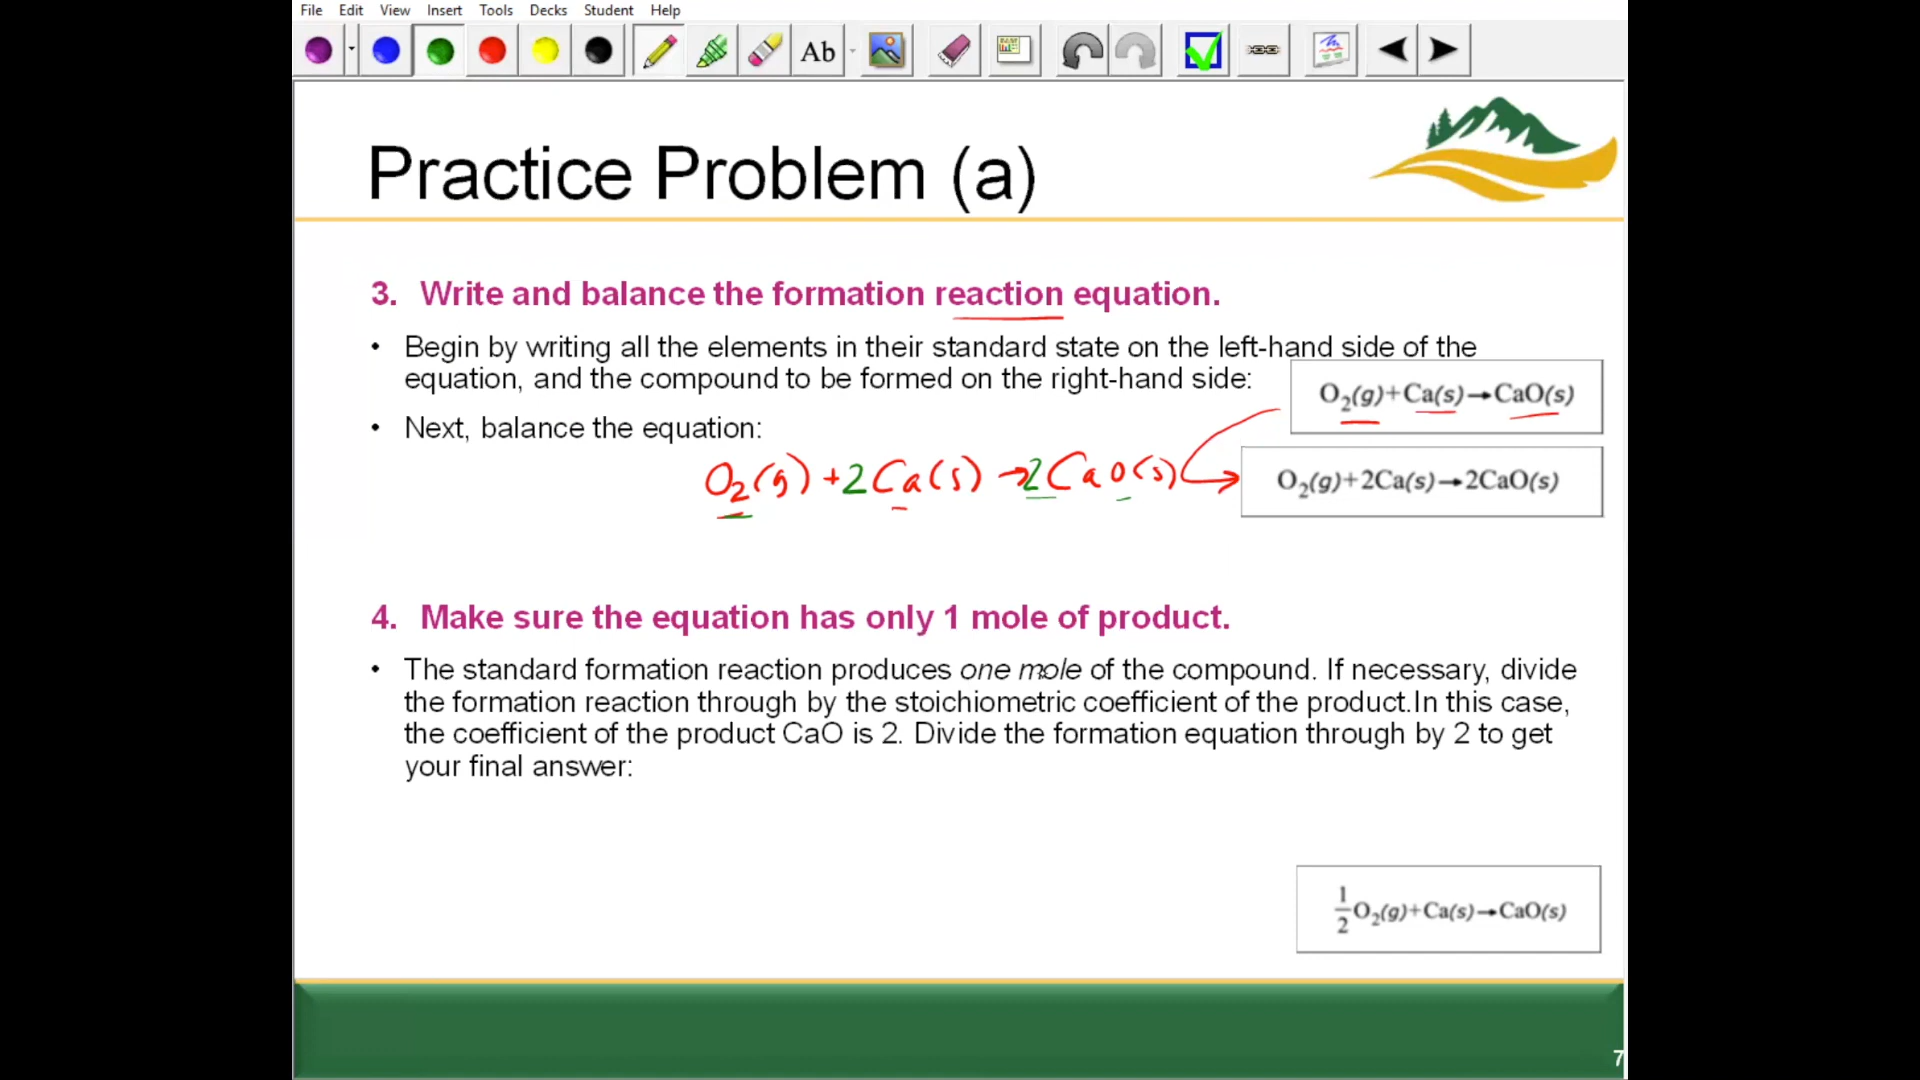 File Edit View Insert Tools Decks Student Help
Ab
Practice Problem (a)
3. Write and balance the formation reaction equation.
• Begin by writing all the elements in their standard state on the left-hand side of the
equation, and the compound to be formed on the right-hand side:
O₂(g)+Ca(s)→CaO(s)
• Next, balance the equation:
O₂(g) + 2Ca(s) → 2CaO(s)
O₂(g)+2Ca(s)→2CaO(s)
4. Make sure the equation has only 1 mole of product.
• The standard formation reaction produces one mole of the compound. If necessary, divide
the formation reaction through by the stoichiometric coefficient of the product.In this case,
the coefficient of the product CaO is 2. Divide the formation equation through by 2 to get
your final answer:
1/2 O₂(g)+Ca(s)→CaO(s)
7